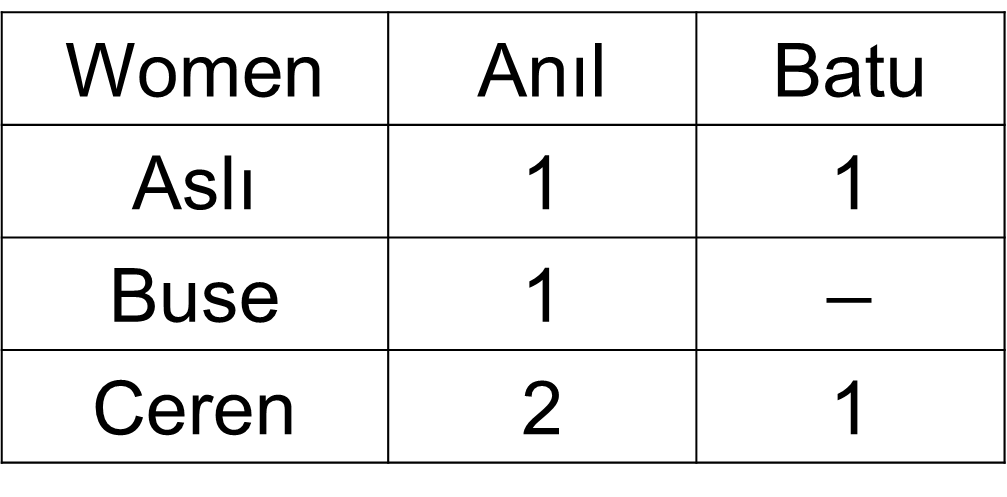 Women Anıl Batu
Aslı 1 1
Buse 1 –
Ceren 2 1